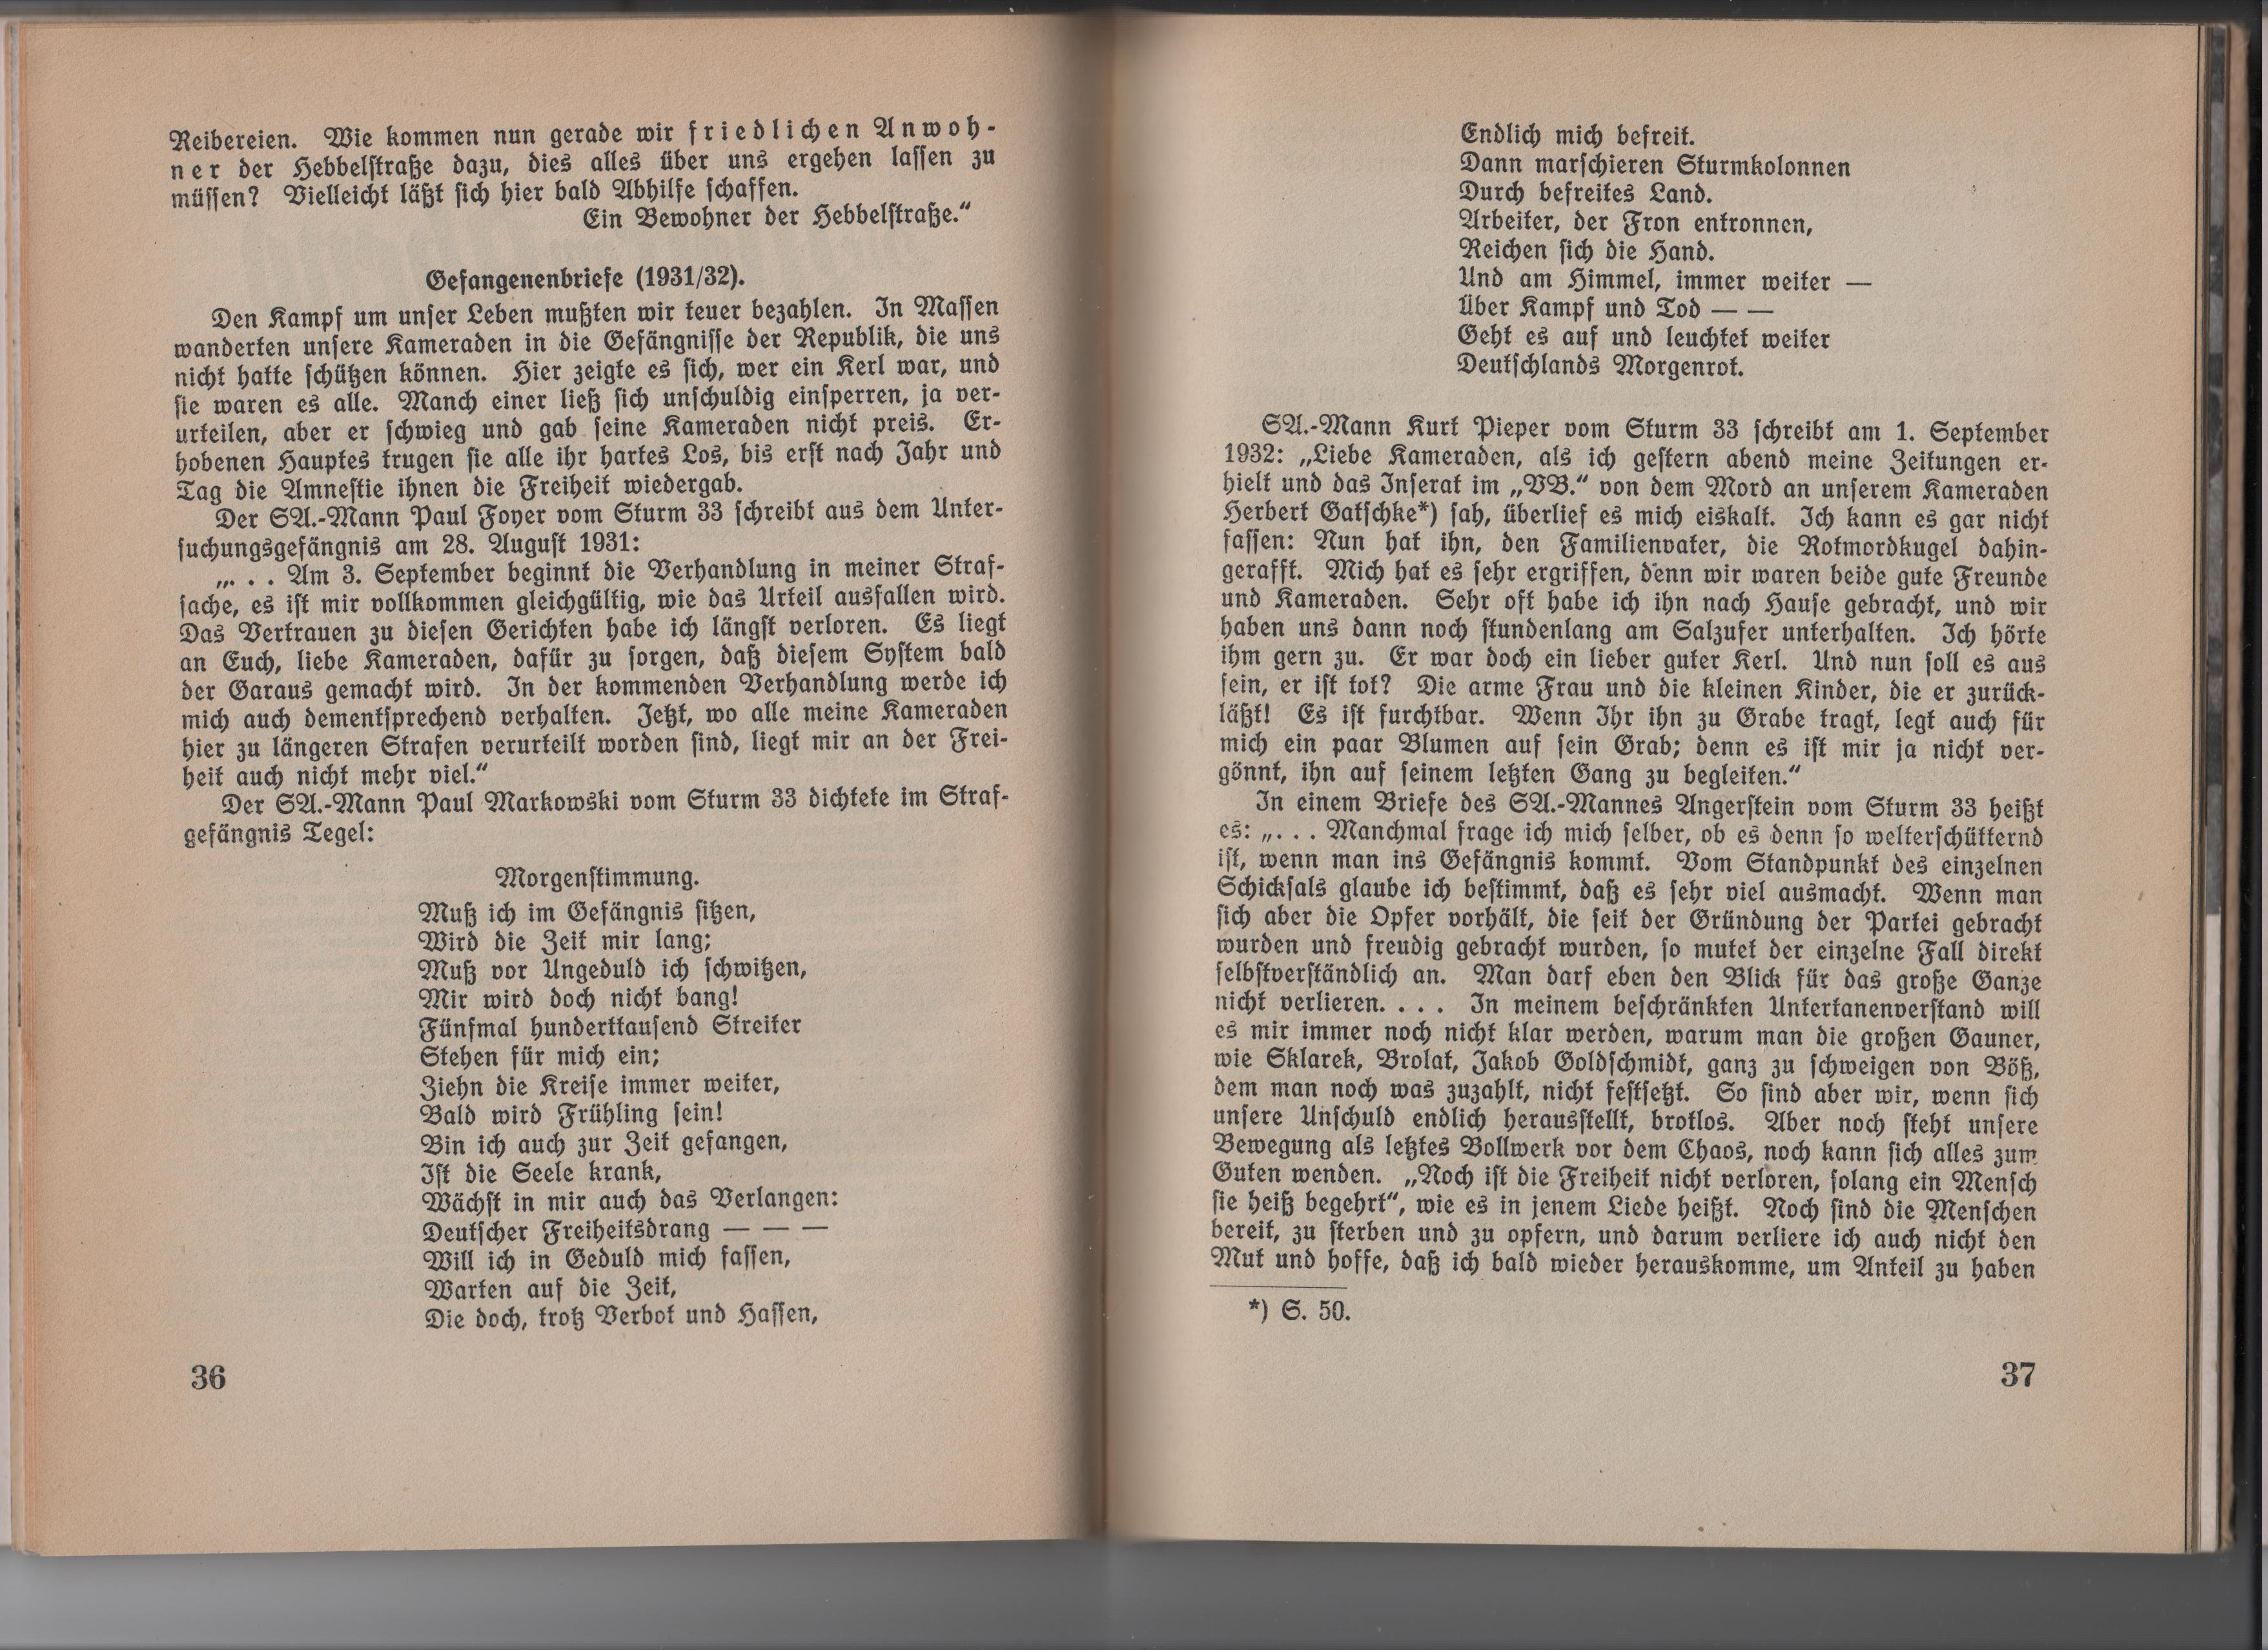 Reibereien. Wie kommen nun gerade wir friedlichen Anwoh-
ner der Hebbelstraße dazu, dies alles über uns ergehen lassen zu
müssen? Vielleicht läßt sich hier bald Abhilfe schaffen.
Ein Bewohner der Hebbelstraße.“
Gefangenenbriefe (1931/32).
Den Kampf um unser Leben mußten wir teuer bezahlen. In Massen
wanderten unsere Kameraden in die Gefängnisse der Republik, die uns
nicht hatte schützen können. Hier zeigte es sich, wer ein Kerl war, und
sie waren es alle. Manch einer ließ sich unschuldig einsperren, ja ver-
urteilen, aber er schwieg und gab seine Kameraden nicht preis. Er-
hobenen Hauptes trugen sie alle ihr hartes Los, bis erst nach Jahr und
Tag die Amnestie ihnen die Freiheit wiedergab.
Der SA.-Mann Paul Foyer vom Sturm 33 schreibt aus dem Unter-
suchungsgefängnis am 28. August 1931:
„. . . Am 3. September beginnt die Verhandlung in meiner Straf-
sache, es ist mir vollkommen gleichgültig, wie das Urteil ausfallen wird.
Das Vertrauen zu diesen Gerichten habe ich längst verloren. Es liegt
an Euch, liebe Kameraden, dafür zu sorgen, daß diesem System bald
der Garaus gemacht wird. In der kommenden Verhandlung werde ich
mich auch dementsprechend verhalten. Jetzt, wo alle meine Kameraden
hier zu längeren Strafen verurteilt worden sind, liegt mir an der Frei-
heit auch nicht mehr viel.“
Der SA.-Mann Paul Markowski vom Sturm 33 dichtete im Straf-
gefängnis Tegel:
Morgenstimmung.
Muß ich im Gefängnis sitzen,
Wird die Zeit mir lang;
Muß vor Ungeduld ich schwitzen,
Mir wird doch nicht bang!
Fünfmal hunderttausend Streiter
Stehen für mich ein;
Ziehn die Kreise immer weiter,
Bald wird Frühling sein!
Bin ich auch zur Zeit gefangen,
Ist die Seele krank,
Wächst in mir auch das Verlangen:
Deutscher Freiheitsdrang — — —
Will ich in Geduld mich fassen,
Warten auf die Zeit,
Die doch, trotz Verbot und Hassen,
36
Endlich mich befreit.
Dann marschieren Sturmkolonnen
Durch befreites Land.
Arbeiter, der Fron entronnen,
Reichen sich die Hand.
Und am Himmel, immer weiter —
Über Kampf und Tod — —
Geht es auf und leuchtet weiter
Deutschlands Morgenrot.
SA.-Mann Kurt Pieper vom Sturm 33 schreibt am 1. September
1932: „Liebe Kameraden, als ich gestern abend meine Zeitungen er-
hielt und das Inserat im „VB.“ von dem Mord an unserem Kameraden
Herbert Gatschke*) sah, überlief es mich eiskalt. Ich kann es gar nicht
fassen: Nun hat ihn, den Familienvater, die Rotmordkugel dahin-
gerafft. Mich hat es sehr ergriffen, denn wir waren beide gute Freunde
und Kameraden. Sehr oft habe ich ihn nach Hause gebracht, und wir
haben uns dann noch stundenlang am Salzufer unterhalten. Ich hörte
ihm gern zu. Er war doch ein lieber guter Kerl. Und nun soll es aus
sein, er ist tot? Die arme Frau und die kleinen Kinder, die er zurück-
läßt! Es ist furchtbar. Wenn Ihr ihn zu Grabe tragt, legt auch für
mich ein paar Blumen auf sein Grab; denn es ist mir ja nicht ver-
gönnt, ihn auf seinem letzten Gang zu begleiten.“
In einem Briefe des SA.-Mannes Angerstein vom Sturm 33 heißt
es: „. . . Manchmal frage ich mich selber, ob es denn so welterschütternd
ist, wenn man ins Gefängnis kommt. Vom Standpunkt des einzelnen
Schicksals glaube ich bestimmt, daß es sehr viel ausmacht. Wenn man
sich aber die Opfer vorhält, die seit der Gründung der Partei gebracht
wurden und freudig gebracht wurden, so mutet der einzelne Fall direkt
selbstverständlich an. Man darf eben den Blick für das große Ganze
nicht verlieren. . . . In meinem beschränkten Untertanenverstand will
es mir immer noch nicht klar werden, warum man die großen Gauner,
wie Sklarek, Brolat, Jakob Goldschmidt, ganz zu schweigen von Böß,
dem man noch was zuzahlt, nicht festsetzt. So sind aber wir, wenn sich
unsere Unschuld endlich herausstellt, brotlos. Aber noch steht unsere
Bewegung als letztes Bollwerk vor dem Chaos, noch kann sich alles zum
Guten wenden. „Noch ist die Freiheit nicht verloren, solang ein Mensch
sie heiß begehrt“, wie es in jenem Liede heißt. Noch sind die Menschen
bereit, zu sterben und zu opfern, und darum verliere ich auch nicht den
Mut und hoffe, daß ich bald wieder herauskomme, um Anteil zu haben
*) S. 50.
37